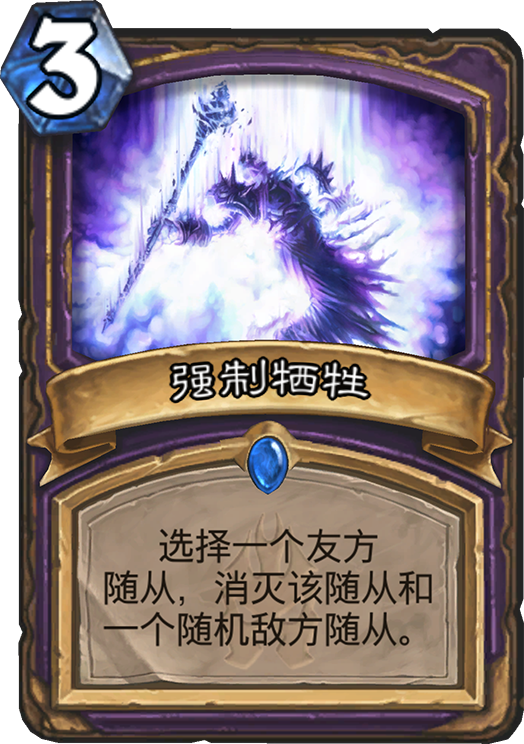 3
强制牺牲
选择一个友方
随从，消灭该随从和
一个随机敌方随从。